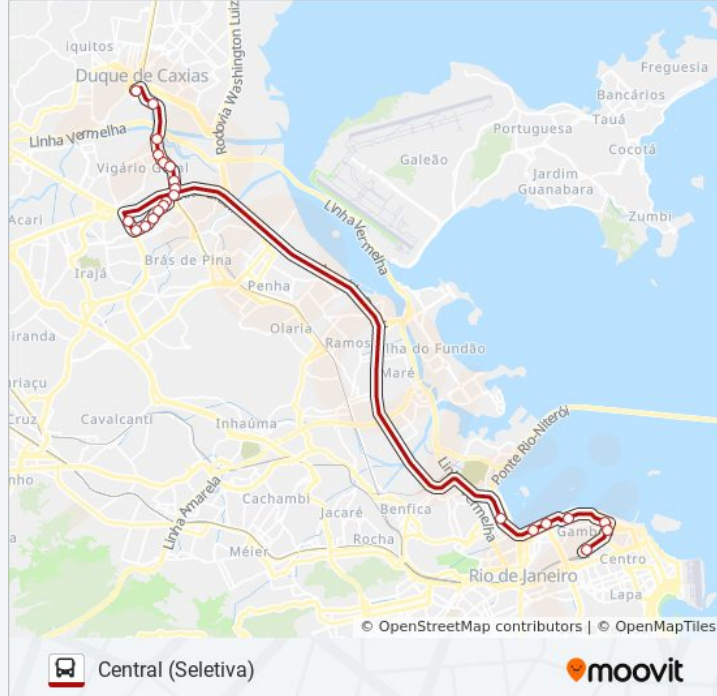 iquitos
Duque de Caxias
Rodovia Washington Luiz
Freguesia
Bancários
Tauá
Cocotá
Portuguesa
Linha Vermelha
Galeão
Jardim
Guanabara
Vigário Geral
Zumbi
Acari
Linha Vermelha
Brás de Pina
Irajá
Penha
Olaria
iranda
Ramos
Ilha do Fundão
Maré
uriaçu
Cruz
Cavalcanti
Inhaúma
Ponte Rio-Niterói
nho
Linha Amarela
Cachambi
Linha Vermelha
Benfica
Jacaré
Rocha
Méier
Gamb
Centro
Rio de Janeiro
Lapa
a
© OpenStreetMap contributors | © OpenMapTiles
Central (Seletiva)
moovit